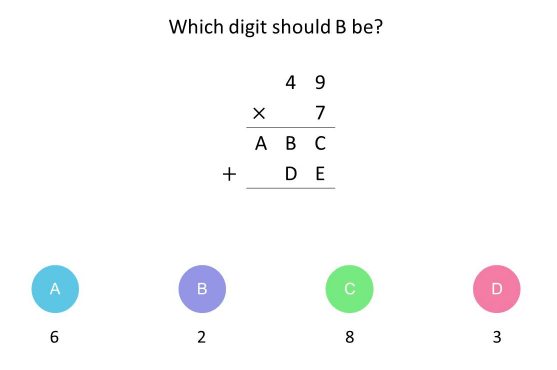 Which digit should B be?
4 9
× 7
A B C
+ D E
A B C D
6 2 8 3